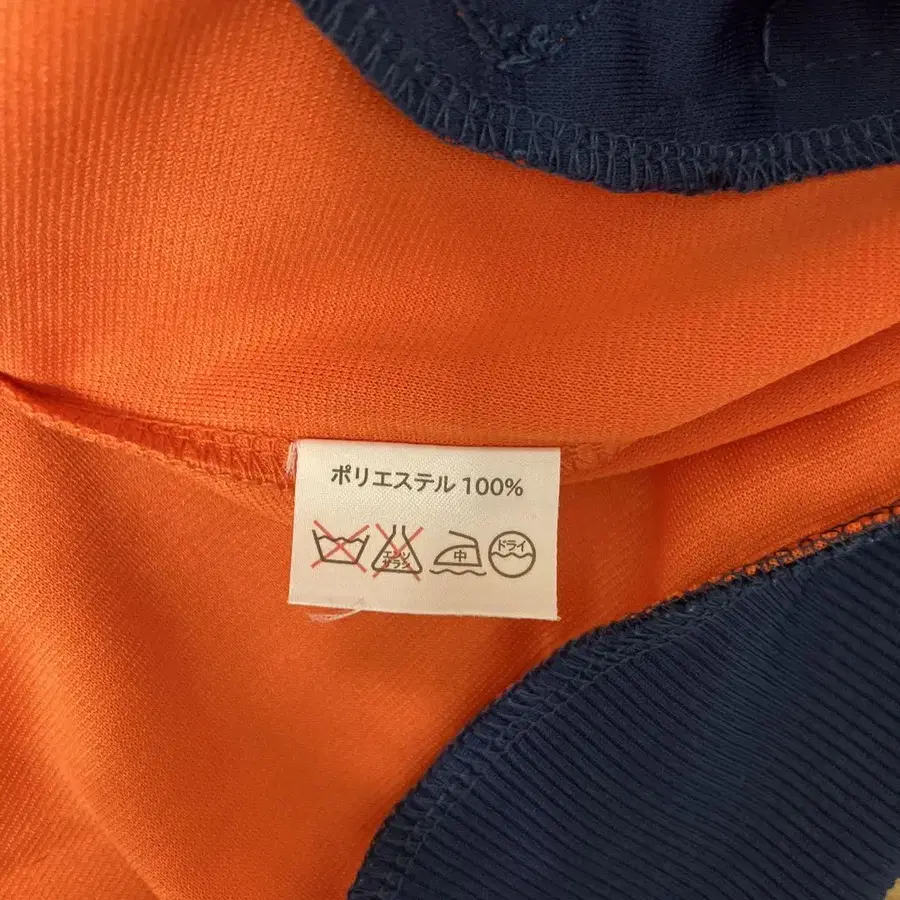 ポリエステル 100%
エンソ
サラシ
中
ドライ